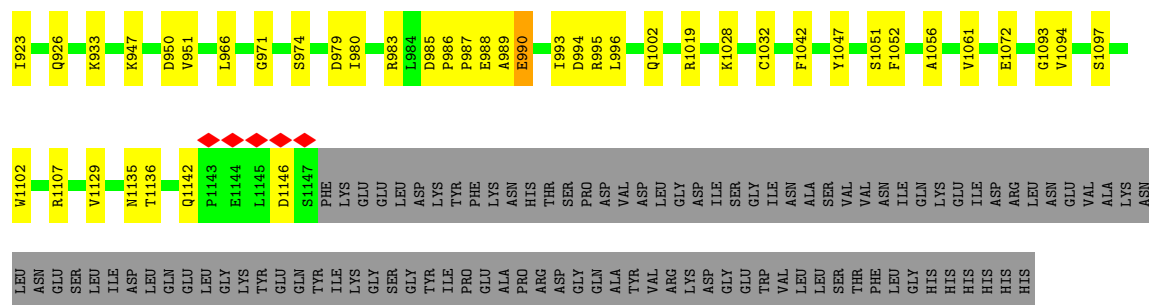 I923 Q926 K933 K947 D950 V951 L966 G971 S974 D979 I980 R983 L984 D985 P986 P987 E988 A989 E990 I993 D994 R995 L996 Q1002 R1019 K1028 C1032 F1042 Y1047 S1051 F1052 A1056 V1061 E1072 G1093 V1094 S1097
W1102 R1107 V1129 N1135 T1136 Q1142 P1143 E1144 L1145 D1146 S1147 PHE LYS GLU GLU LEU ASP LYS TYR PHE LYS ASN HIS THR SER PRO ASP VAL ASP LEU GLY ASP ILE SER GLY ILE ASN ALA SER VAL VAL ASN ILE GLN LYS GLU ILE ASP ARG LEU ASN GLU VAL ALA LYS ASN
LEU ASN GLU SER LEU ILE ASP LEU GLN GLU LEU GLY LYS TYR GLU GLN TYR ILE LYS GLY SER GLY TYR ILE PRO GLU ALA PRO ARG ASP GLY GLN ALA TYR VAL ARG LYS ASP GLY GLU TRP VAL LEU LEU SER THR PHE LEU GLY HIS HIS HIS HIS HIS HIS